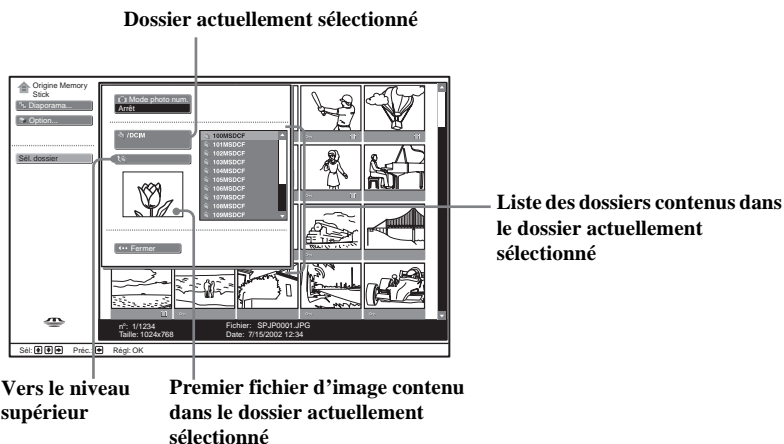 Dossier actuellement sélectionné
Origine Memory
Stick
Diaporama...
Option...
Sél. dossier
Mode photo num.
Arrêt
/DCIM
100MSDCF
101MSDCF
102MSDCF
103MSDCF
104MSDCF
105MSDCF
106MSDCF
107MSDCF
108MSDCF
109MSDCF
Fermer
Liste des dossiers contenus dans
le dossier actuellement
sélectionné
n°: 1/1234
Fichier: SPJP0001.JPG
Taille: 1024x768
Date: 7/15/2002 12:34
Sél: Préc.: Régl: OK
Vers le niveau
supérieur
Premier fichier d'image contenu
dans le dossier actuellement
sélectionné